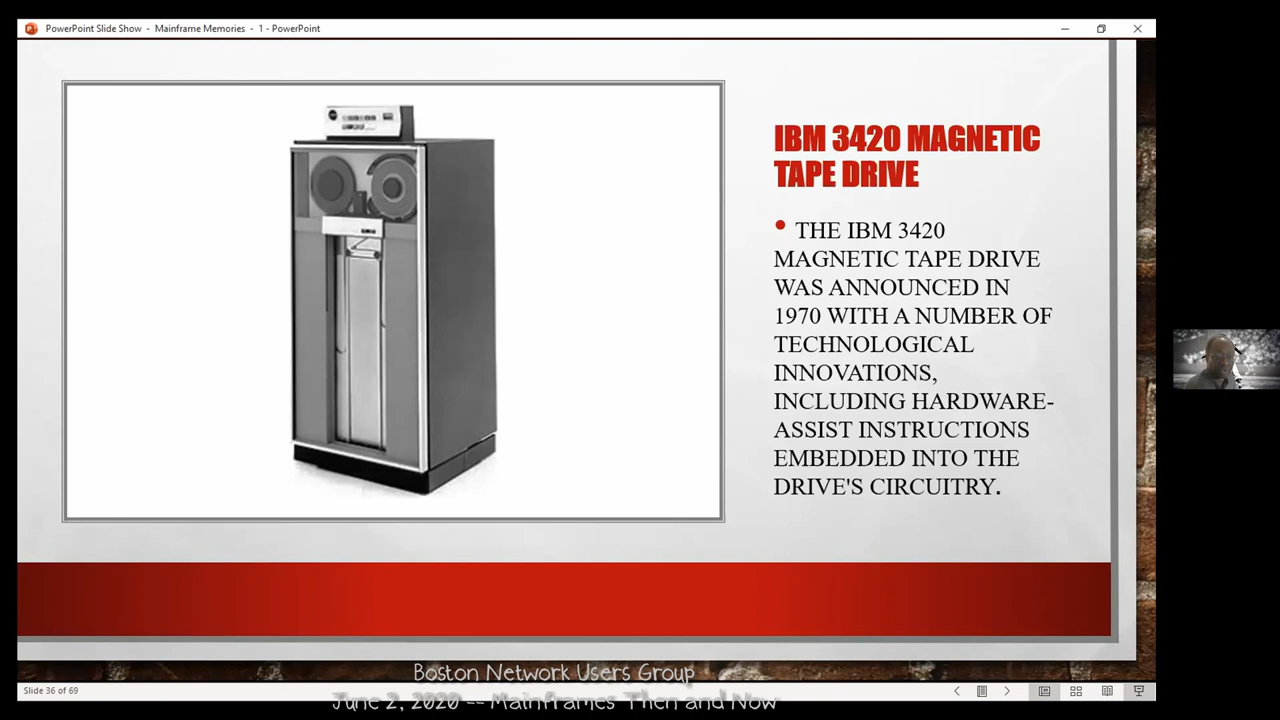 PowerPoint Slide Show - Mainframe Memories - 1 - PowerPoint
IBM 3420 MAGNETIC
TAPE DRIVE
• THE IBM 3420
MAGNETIC TAPE DRIVE
WAS ANNOUNCED IN
1970 WITH A NUMBER OF
TECHNOLOGICAL
INNOVATIONS,
INCLUDING HARDWARE-
ASSIST INSTRUCTIONS
EMBEDDED INTO THE
DRIVE'S CIRCUITRY.
Boston Network Users Group
Slide 36 of 69
June 2, 2020 -- Mainframes Then and Now